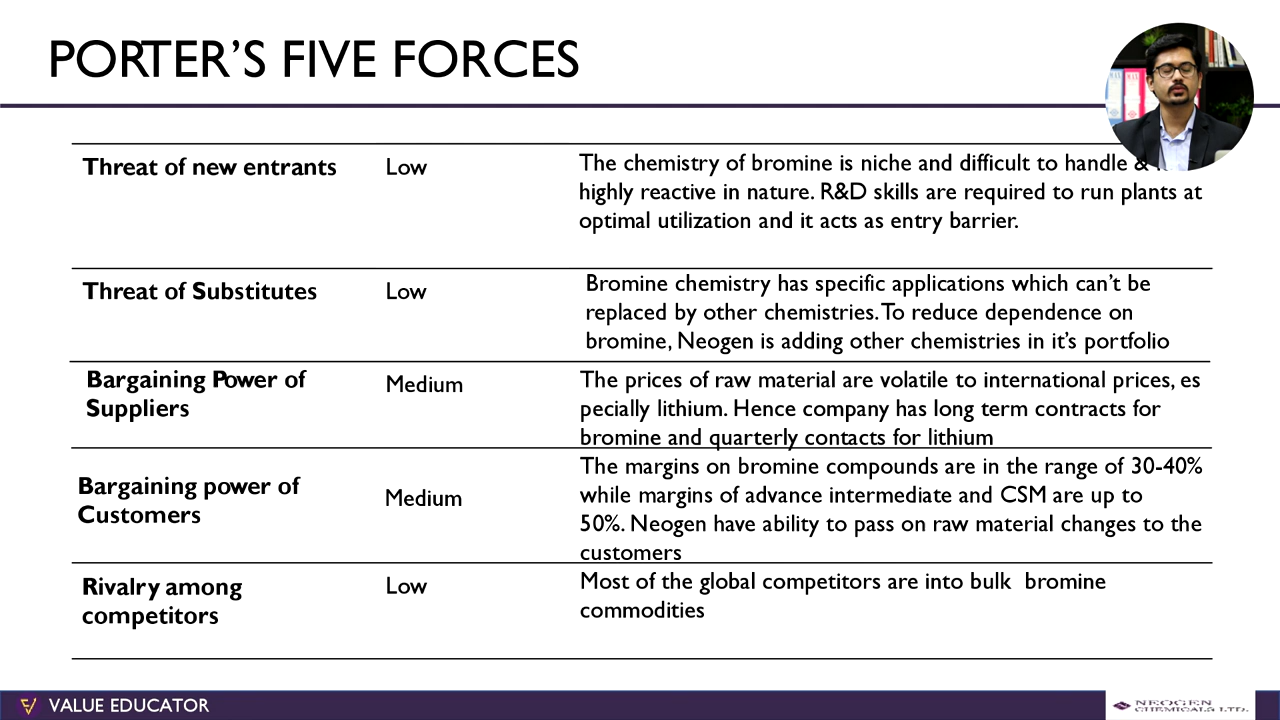 PORTER'S FIVE FORCES
Threat of new entrants
Low
The chemistry of bromine is niche and difficult to handle &
highly reactive in nature. R&D skills are required to run plants at
optimal utilization and it acts as entry barrier.
Threat of Substitutes
Low
Bromine chemistry has specific applications which can't be
replaced by other chemistries. To reduce dependence on
bromine, Neogen is adding other chemistries in it's portfolio
Bargaining Power of
Suppliers
Medium
The prices of raw material are volatile to international prices, es
pecially lithium. Hence company has long term contracts for
bromine and quarterly contacts for lithium
Bargaining power of
Customers
Medium
The margins on bromine compounds are in the range of 30-40%
while margins of advance intermediate and CSM are up to
50%. Neogen have ability to pass on raw material changes to the
customers
Rivalry among
competitors
Low
Most of the global competitors are into bulk bromine
commodities
VALUE EDUCATOR
NEOGEN
CHEMICALS LTD.